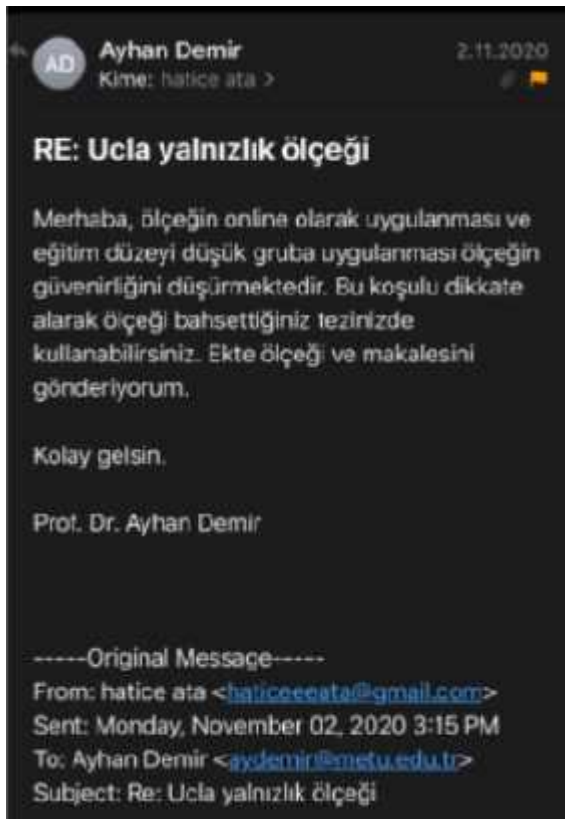 AD
Ayhan Demir
2.11.2020
Kime: hatice ata >
RE: Ucla yalnızlık ölçeği
Merhaba, ölçeğin online olarak uygulanması ve
eğitim düzeyi düşük gruba uygulanması ölçeğin
güvenirliğini düşürmektedir. Bu koşulu dikkate
alarak ölçeği bahsettiğiniz tezinizde
kullanabilirsiniz. Ekte ölçeği ve makalesini
gönderiyorum.
Kolay gelsin.
Prof. Dr. Ayhan Demir
-----Original Message-----
From: hatice ata <haticeeeata@gmail.com>
Sent: Monday, November 02, 2020 3:15 PM
To: Ayhan Demir <aydemir@metu.edu.tr>
Subject: Re: Ucla yalnızlık ölçeği